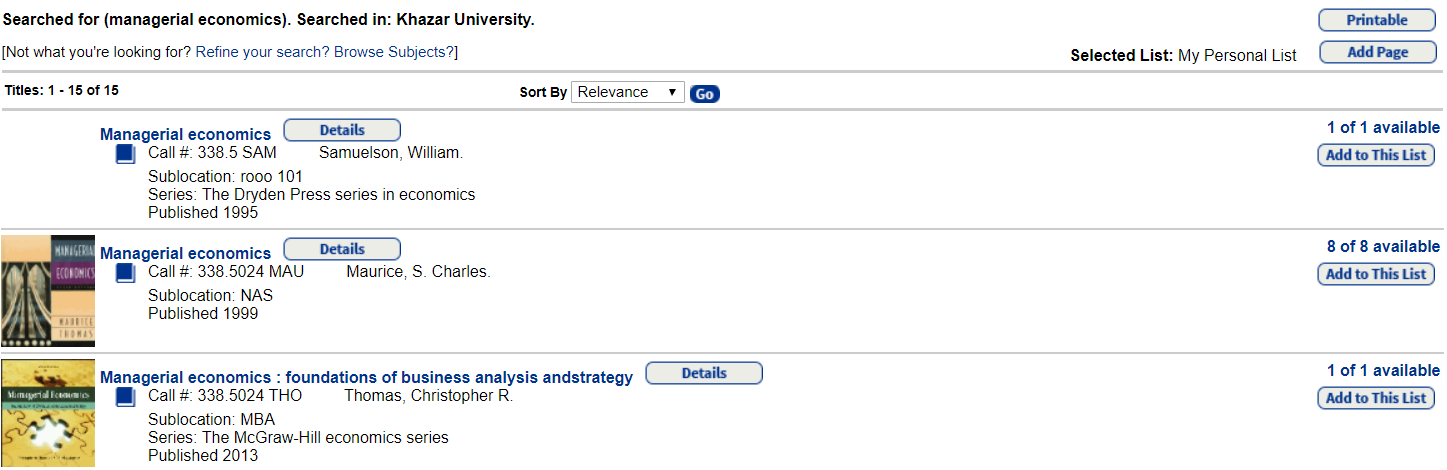 Searched for (managerial economics). Searched in: Khazar University.
Printable
[Not what you're looking for? Refine your search? Browse Subjects?]
Selected List: My Personal List
Add Page
Titles: 1 - 15 of 15
Sort By Relevance ▼ Go
Managerial economics Details
1 of 1 available
Call #: 338.5 SAM Samuelson, William.
Add to This List
Sublocation: rooo 101
Series: The Dryden Press series in economics
Published 1995
MANAGERIAL
ECONOMICS
MAURICE
THOMAS
Managerial economics Details
8 of 8 available
Call #: 338.5024 MAU Maurice, S. Charles.
Add to This List
Sublocation: NAS
Published 1999
Managerial Economics
Managerial economics : foundations of business analysis andstrategy Details
1 of 1 available
Call #: 338.5024 THO Thomas, Christopher R.
Add to This List
Sublocation: MBA
Series: The McGraw-Hill economics series
Published 2013